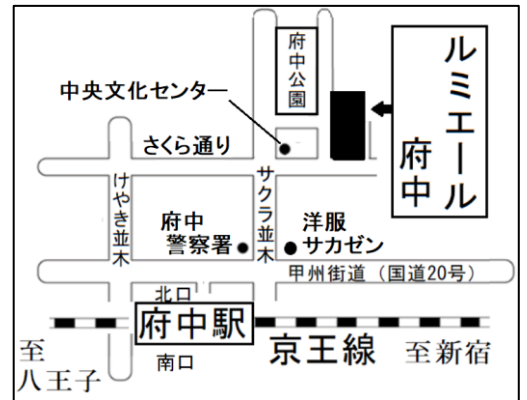 府中公園
ルミエール
府中
中央文化センター
さくら通り
けやき並木
サクラ並木
府中
警察署
洋服
サカゼン
甲州街道（国道20号）
北口
府中駅
南口
京王線
至
八王子
至新宿